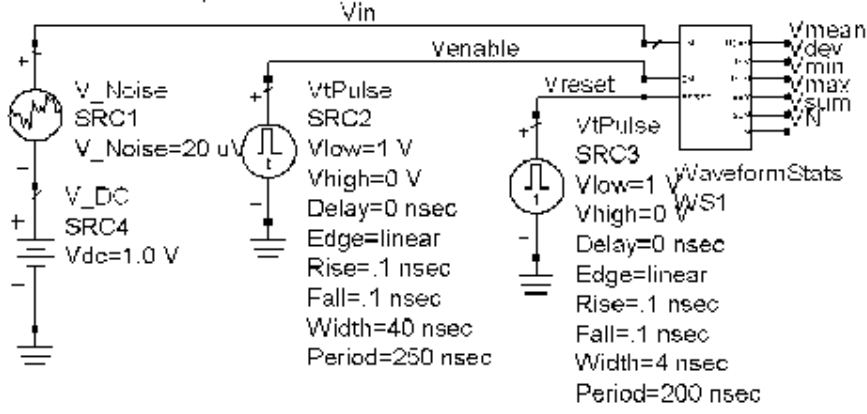 Vin
Venable
Vreset
Vmean
Vdev
Vmin
Vmax
Vsum
VN
V_Noise
SRC1
V_Noise=20 uV
V_DC
SRC4
Vdc=1.0 V
VtPulse
SRC2
Vlow=1 V
Vhigh=0 V
Delay=0 nsec
Edge=linear
Rise=.1 nsec
Fall=.1 nsec
Width=40 nsec
Period=250 nsec
VtPulse
SRC3
Vlow=1 V
Vhigh=0 V
Delay=0 nsec
Edge=linear
Rise=.1 nsec
Fall=.1 nsec
Width=4 nsec
Period=200 nsec
WaveformStats
WS1
t
t